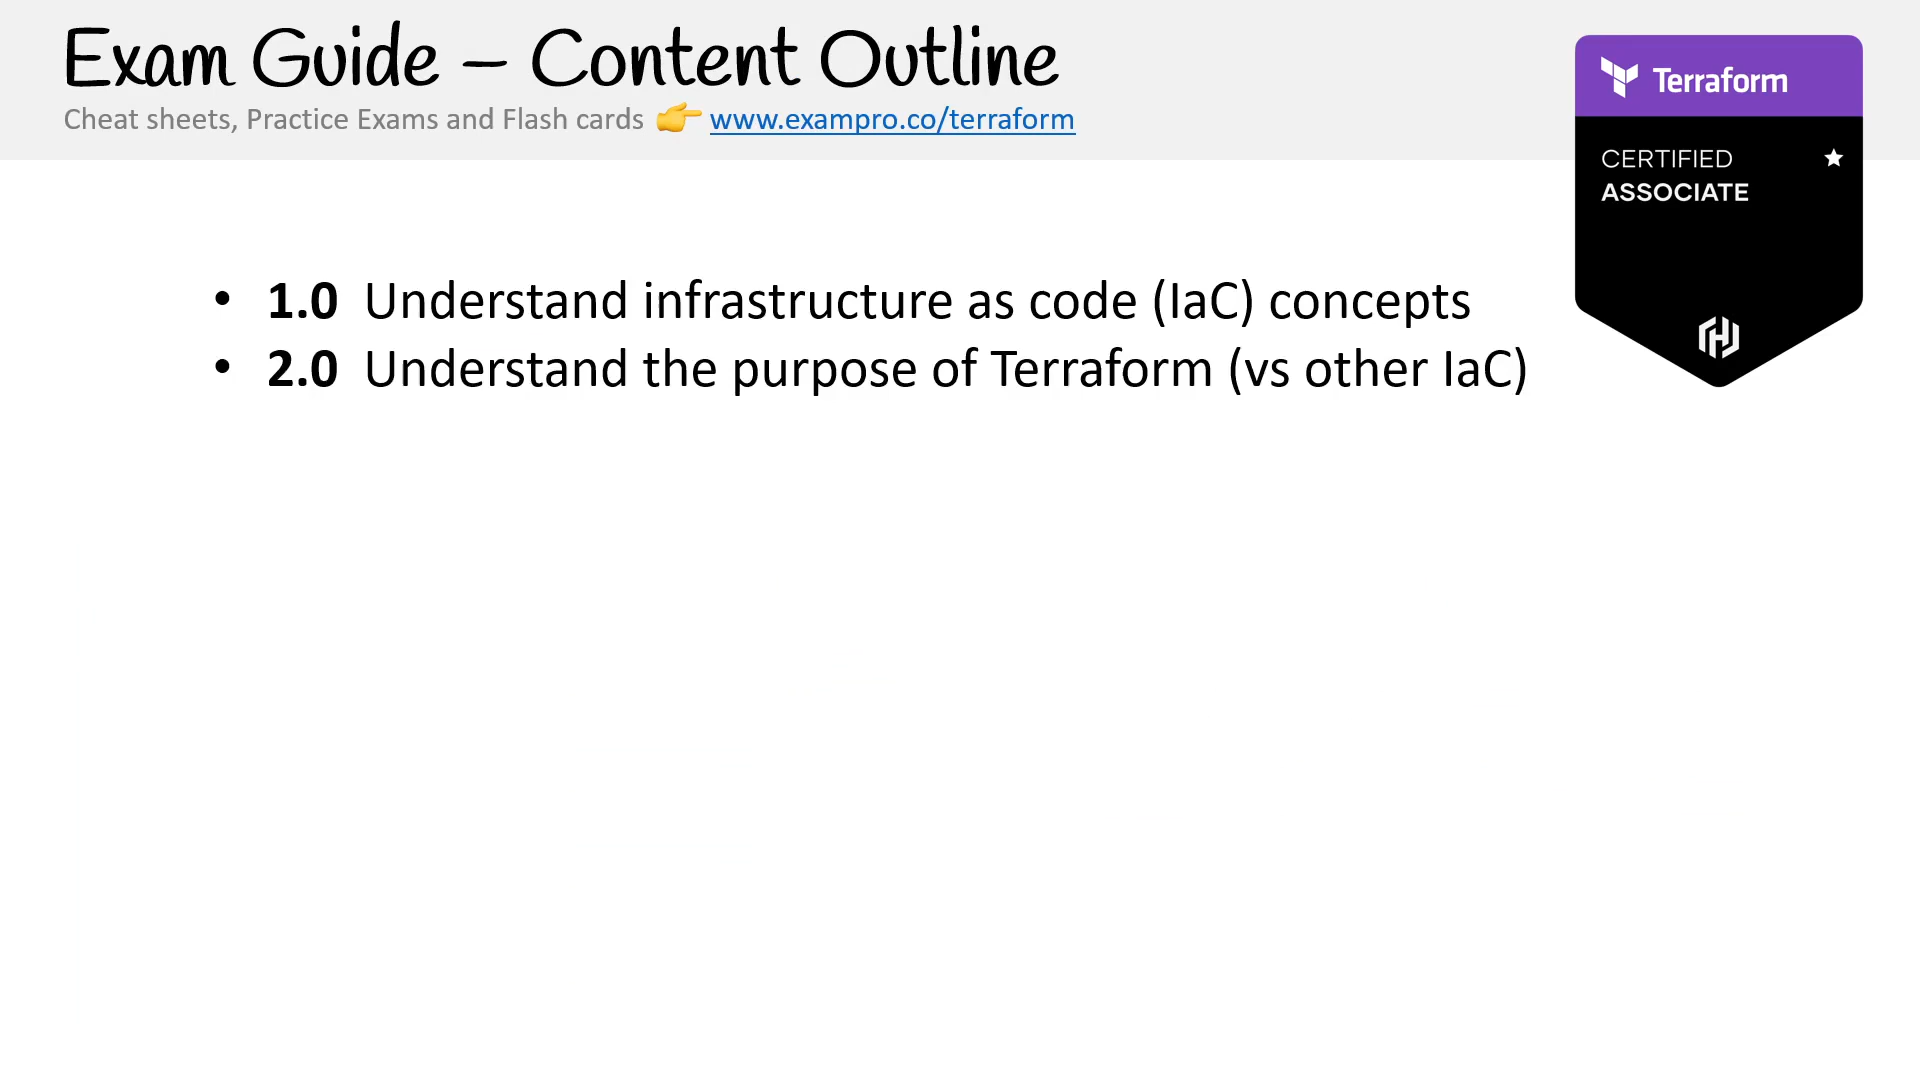 Exam Guide – Content Outline
Cheat sheets, Practice Exams and Flash cards 👉 www.exampro.co/terraform
Terraform
CERTIFIED
ASSOCIATE
• 1.0 Understand infrastructure as code (IaC) concepts
• 2.0 Understand the purpose of Terraform (vs other IaC)